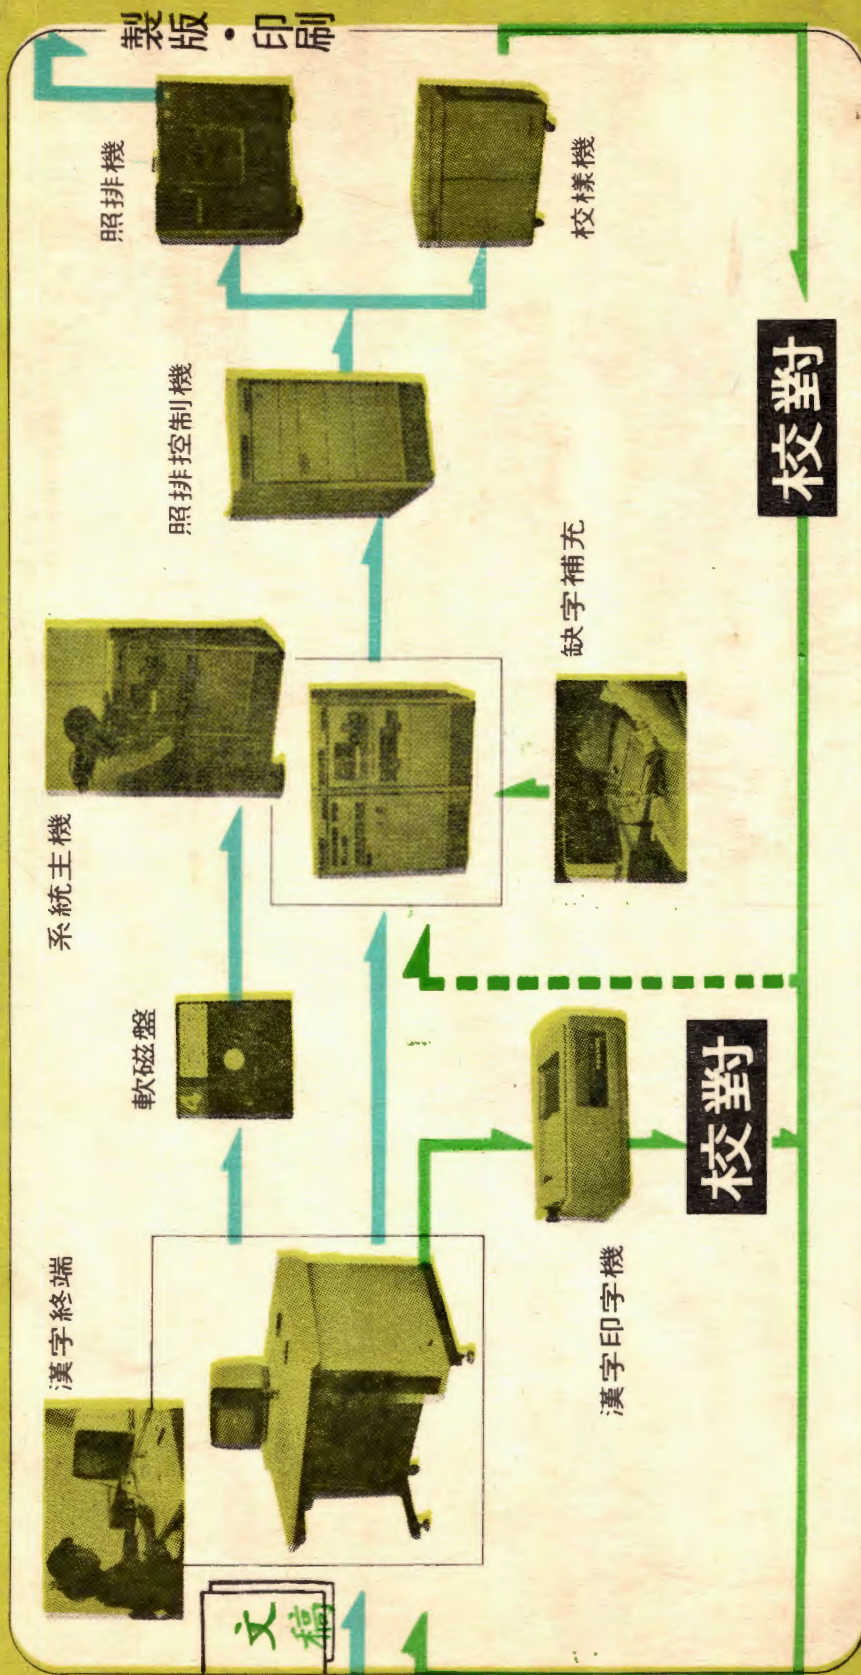 文稿
漢字終端
漢字印字機
校對
軟磁盤
系統主機
缺字補充
照排控制機
校對
照排機
校樣機
製版・印刷